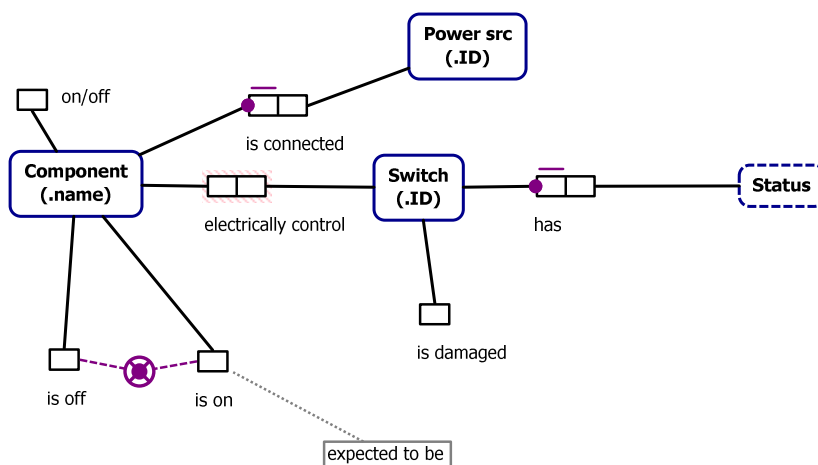 Power src
(.ID)
on/off
is connected
Component
(.name)
Switch
(.ID)
Status
electrically control
has
is damaged
is off
is on
expected to be